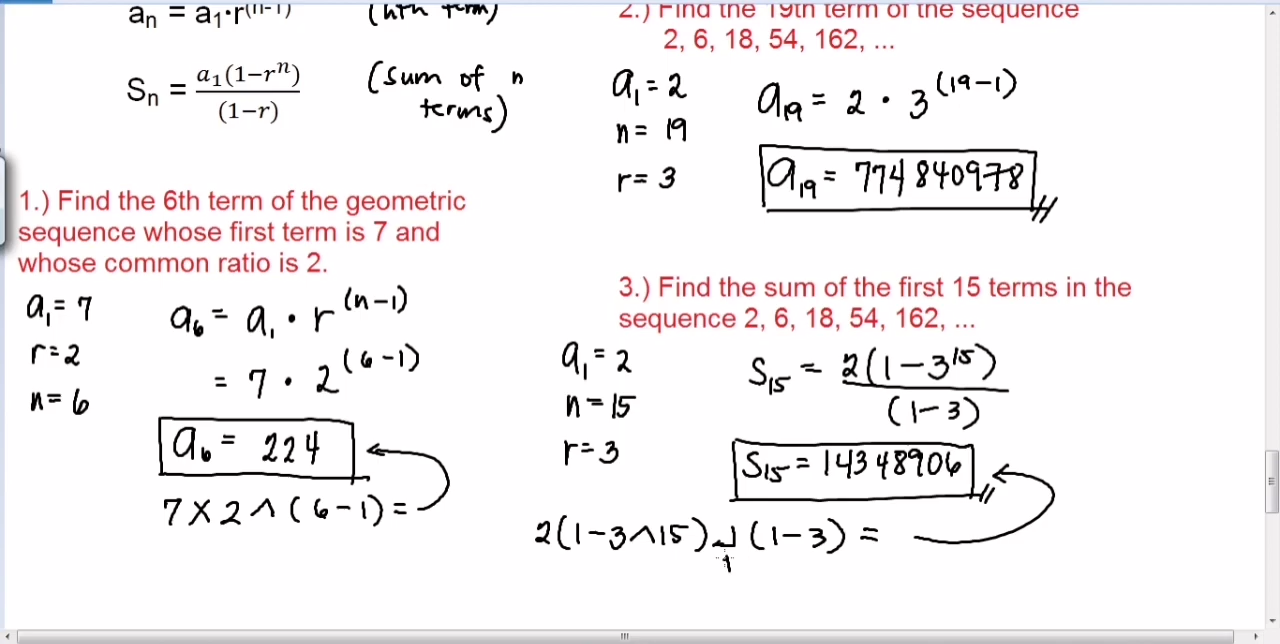 aₙ = a₁·r⁽ⁿ⁻¹⁾ (nth term)
Sₙ = a₁(1−rⁿ)/(1−r) (sum of n terms)
1.) Find the 6th term of the geometric
sequence whose first term is 7 and
whose common ratio is 2.
a₁ = 7
r = 2
n = 6
a₆ = a₁ · r^(n−1)
= 7 · 2^(6−1)
a₆ = 224
7 × 2 ^ (6−1) =
2.) Find the 19th term of the sequence
2, 6, 18, 54, 162, ...
a₁ = 2
n = 19
r = 3
a₁₉ = 2 · 3^(19−1)
a₁₉ = 774840978
3.) Find the sum of the first 15 terms in the
sequence 2, 6, 18, 54, 162, ...
a₁ = 2
n = 15
r = 3
S₁₅ = 2(1−3¹⁵)/(1−3)
S₁₅ = 14348906
2(1−3^15) ┘ (1−3) =